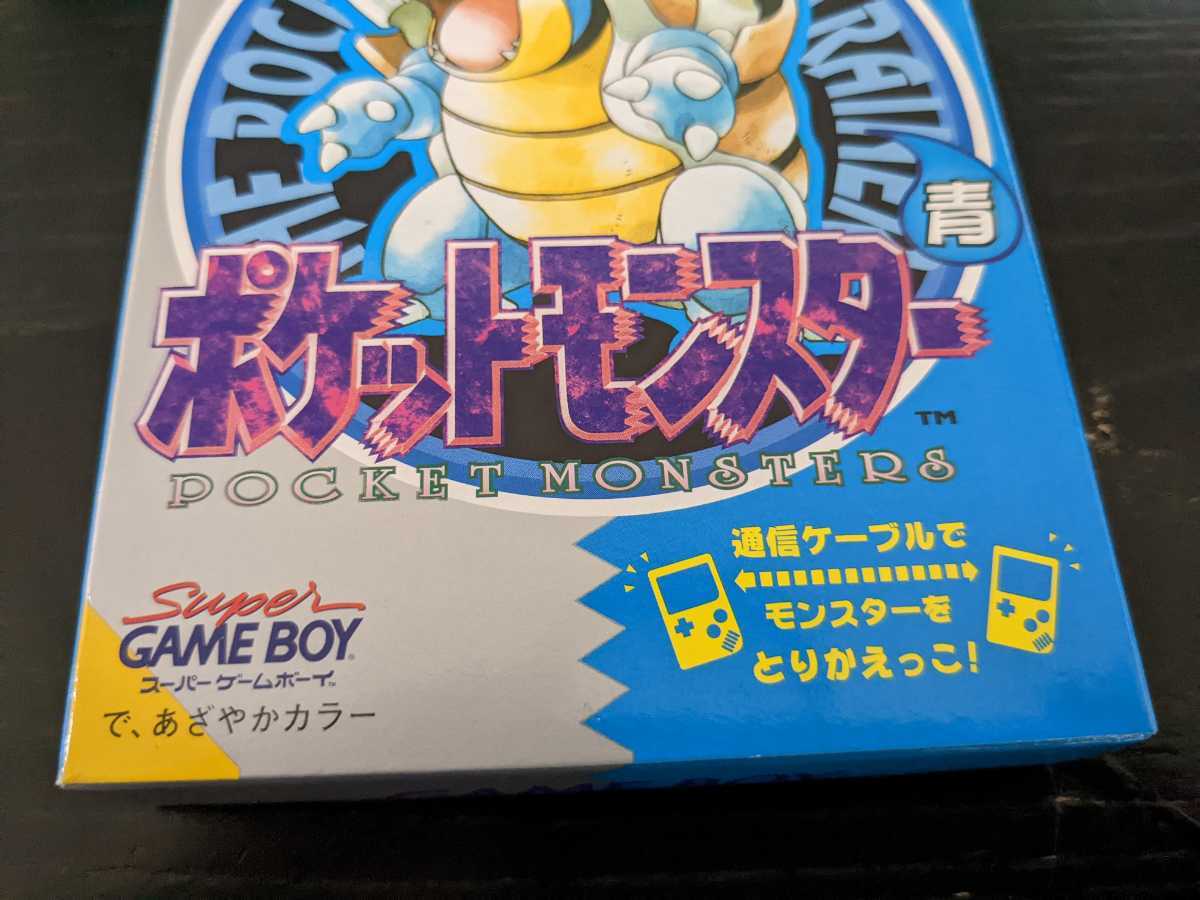 THE POC
TRAINER
青
ポケットモンスター
TM
POCKET MONSTERS
通信ケーブルで
モンスターを
とりかえっこ!
Super
GAME BOY
スーパーゲームボーイ
で、あざやかカラー